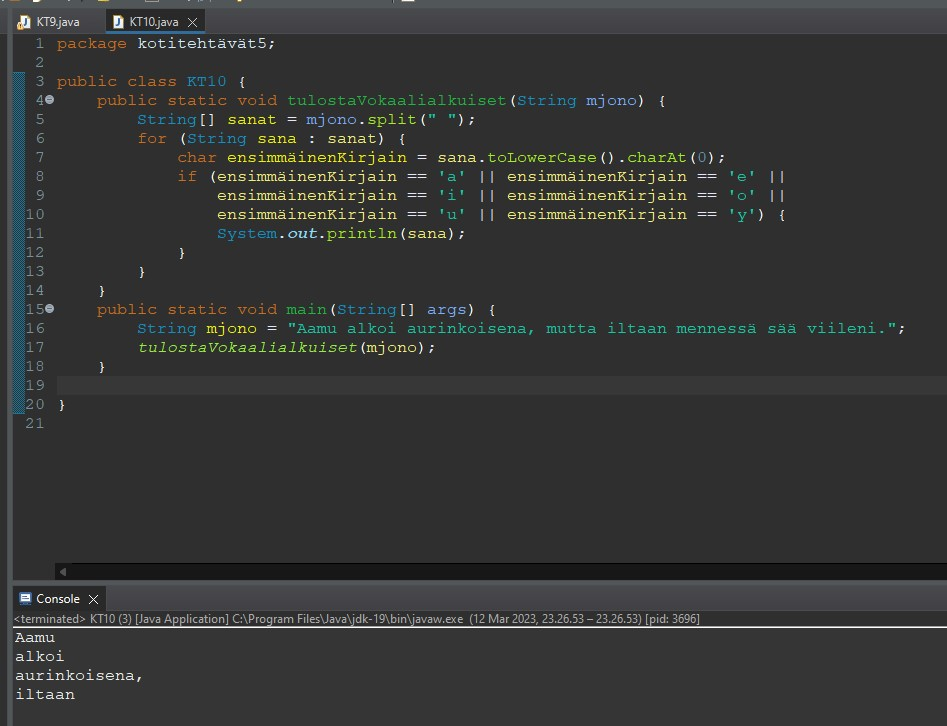 KT9.java KT10.java
1 package kotitehtävät5;
2
3 public class KT10 {
4 public static void tulostaVokaalialkuiset(String mjono) {
5 String[] sanat = mjono.split(" ");
6 for (String sana : sanat) {
7 char ensimmäinenKirjain = sana.toLowerCase().charAt(0);
8 if (ensimmäinenKirjain == 'a' || ensimmäinenKirjain == 'e' ||
9 ensimmäinenKirjain == 'i' || ensimmäinenKirjain == 'o' ||
10 ensimmäinenKirjain == 'u' || ensimmäinenKirjain == 'y') {
11 System.out.println(sana);
12 }
13 }
14 }
15 public static void main(String[] args) {
16 String mjono = "Aamu alkoi aurinkoisena, mutta iltaan mennessä sää viileni.";
17 tulostaVokaalialkuiset(mjono);
18 }
19
20 }
21
Console
<terminated> KT10 (3) [Java Application] C:\Program Files\Java\jdk-19\bin\javaw.exe (12 Mar 2023, 23.26.53 – 23.26.53) [pid: 3696]
Aamu
alkoi
aurinkoisena,
iltaan